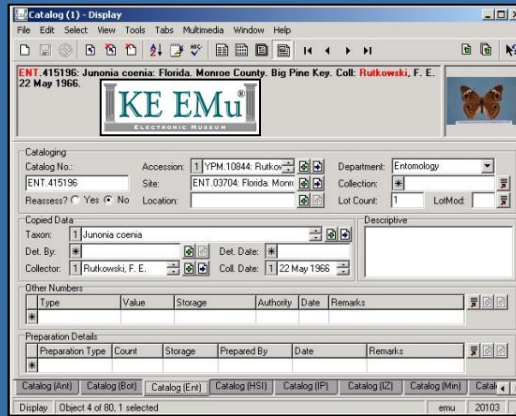 Catalog (1) - Display
File Edit Select View Tools Tabs Multimedia Window Help
ENT.415196: Junonia coenia: Florida. Monroe County. Big Pine Key. Coll: Rutkowski, F. E.
22 May 1966.
KE EMu®
ELECTRONIC MUSEUM
Cataloging
Catalog No.: Accession: 1 YPM.10844: Rutkov Department: Entomology
ENT.415196 Site: ENT.03704: Florida. Monro Collection:
Reassess? Yes No Location: Lot Count: 1 LotMod:
Copied Data Descriptive
Taxon: 1 Junonia coenia
Det. By: Det. Date:
Collector: 1 Rutkowski, F. E. Coll. Date: 1 22 May 1966
Other Numbers
Type Value Storage Authority Date Remarks
Preparation Details
Preparation Type Count Storage Prepared By Date Remarks
Catalog (Ant) Catalog (Bot) Catalog (Ent) Catalog (HSI) Catalog (IP) Catalog (IZ) Catalog (Min)
Display Object 4 of 80, 1 selected emu 20103